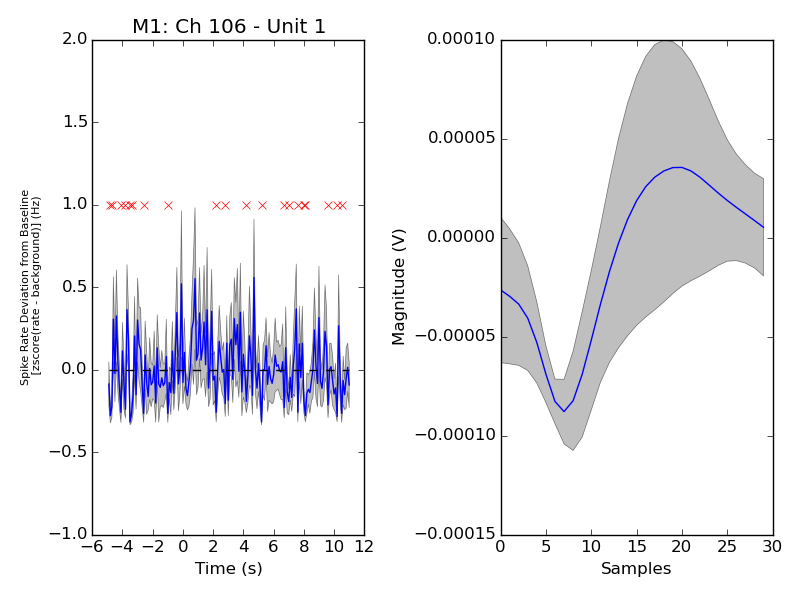 M1: Ch 106 - Unit 1
2.0
1.5
1.0
0.5
0.0
−0.5
−1.0
−6 −4 −2 0 2 4 6 8 10 12
Time (s)
Spike Rate Deviation from Baseline
[zscore(rate - background)] (Hz)
0.00010
0.00005
0.00000
−0.00005
−0.00010
−0.00015
0 5 10 15 20 25 30
Samples
Magnitude (V)